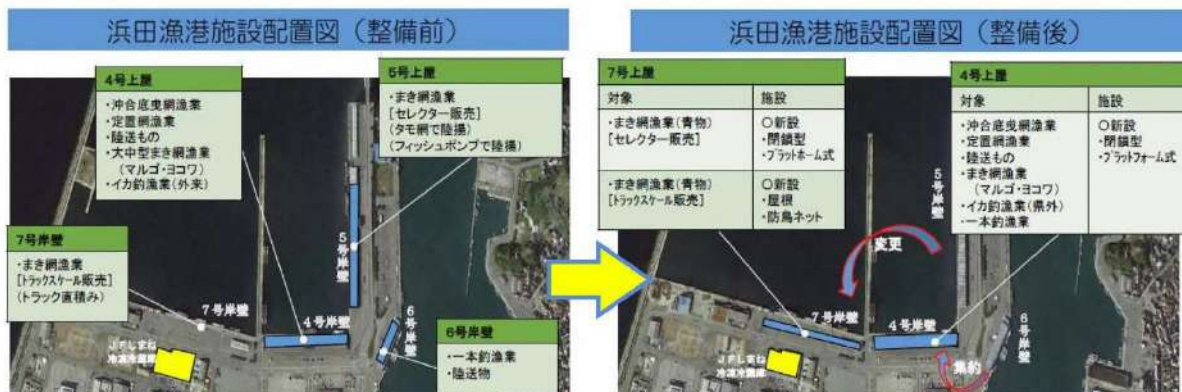 浜田漁港施設配置図（整備前）
4号上屋
・沖合底曳網漁業
・定置網漁業
・陸送もの
・大中型まき網漁業
（マルゴ・ヨコワ）
・イカ釣漁業(外来)
5号上屋
・まき網漁業
[セレクター販売]
(タモ網で陸揚)
(フィッシュポンプで陸揚)
7号岸壁
・まき網漁業
[トラックスケール販売]
(トラック直積み)
5号岸壁
7号岸壁
4号岸壁
6号岸壁
JFしまね
冷凍冷蔵庫
6号岸壁
・一本釣漁業
・陸送物
浜田漁港施設配置図（整備後）
7号上屋
対象 施設
・まき網漁業(青物)
[セレクター販売]
○新設
・閉鎖型
・プラットホーム式
・まき網漁業(青物)
[トラックスケール販売]
○新設
・屋根
・防鳥ネット
4号上屋
対象 施設
・沖合底曳網漁業
・定置網漁業
・陸送もの
・まき網漁業
（マルゴ・ヨコワ）
・イカ釣漁業(県外)
・一本釣漁業
○新設
・閉鎖型
・プラットフォーム式
5号岸壁
変更
7号岸壁
4号岸壁
5号岸壁
JFしまね
冷凍冷蔵庫
集約